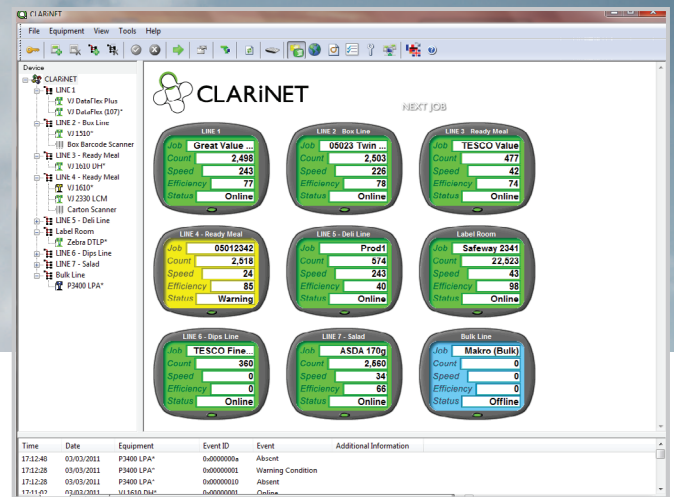 CLARiNET
File Equipment View Tools Help
Device
CLARiNET
LINE 1
VJ DataFlex Plus
VJ DataFlex (107)*
LINE 2 - Box Line
VJ 1510*
Box Barcode Scanner
LINE 3 - Ready Meal
VJ 1610 DH*
LINE 4 - Ready Meal
VJ 1610*
VJ 2330 LCM
Carton Scanner
LINE 5 - Deli Line
Label Room
Zebra DTLP*
LINE 6 - Dips Line
LINE 7 - Salad
Bulk Line
P3400 LPA*
CLARiNET
NEXT JOB
LINE 1
Job Great Value ...
Count 2,498
Speed 243
Efficiency 77
Status Online
LINE 2 Box Line
Job 05023 Twin ...
Count 2,503
Speed 226
Efficiency 78
Status Online
LINE 3 Ready Meal
Job TESCO Value
Count 477
Speed 42
Efficiency 74
Status Online
LINE 4 - Ready Meal
Job 05012342
Count 2,518
Speed 24
Efficiency 85
Status Warning
LINE 5 - Deli Line
Job Prod1
Count 574
Speed 243
Efficiency 40
Status Online
Label Room
Job Safeway 2341
Count 22,523
Speed 43
Efficiency 98
Status Online
LINE 6 - Dips Line
Job TESCO Fine...
Count 360
Speed 0
Efficiency 0
Status Online
LINE 7 - Salad
Job ASDA 170g
Count 2,560
Speed 34
Efficiency 66
Status Online
Bulk Line
Job Makro (Bulk)
Count 0
Speed 0
Efficiency 0
Status Offline
Time Date Equipment Event ID Event Additional Information
17:12:48 03/03/2011 P3400 LPA* 0x0000000a Absent
17:12:28 03/03/2011 P3400 LPA* 0x00000001 Warning Condition
17:12:28 03/03/2011 P3400 LPA* 0x00000010 Absent
17:11:02 03/03/2011 VJ 1610 DH* 0x00000001 Online